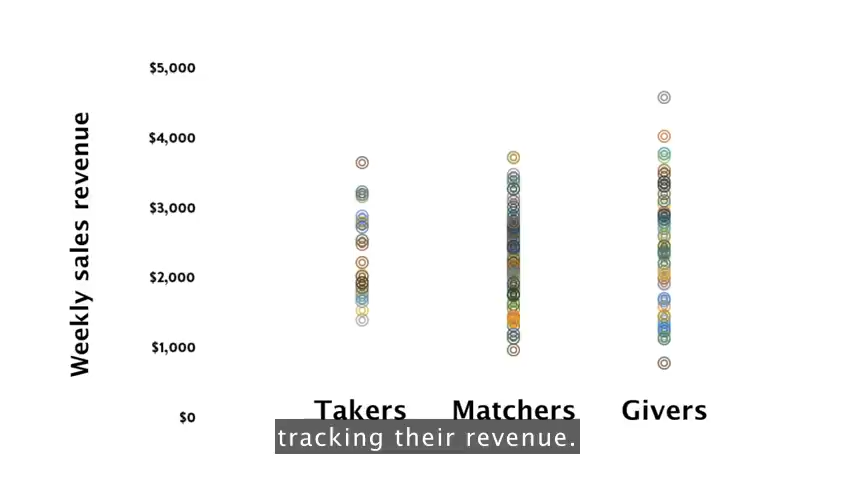 Weekly sales revenue
$5,000
$4,000
$3,000
$2,000
$1,000
$0
Takers Matchers Givers
tracking their revenue.